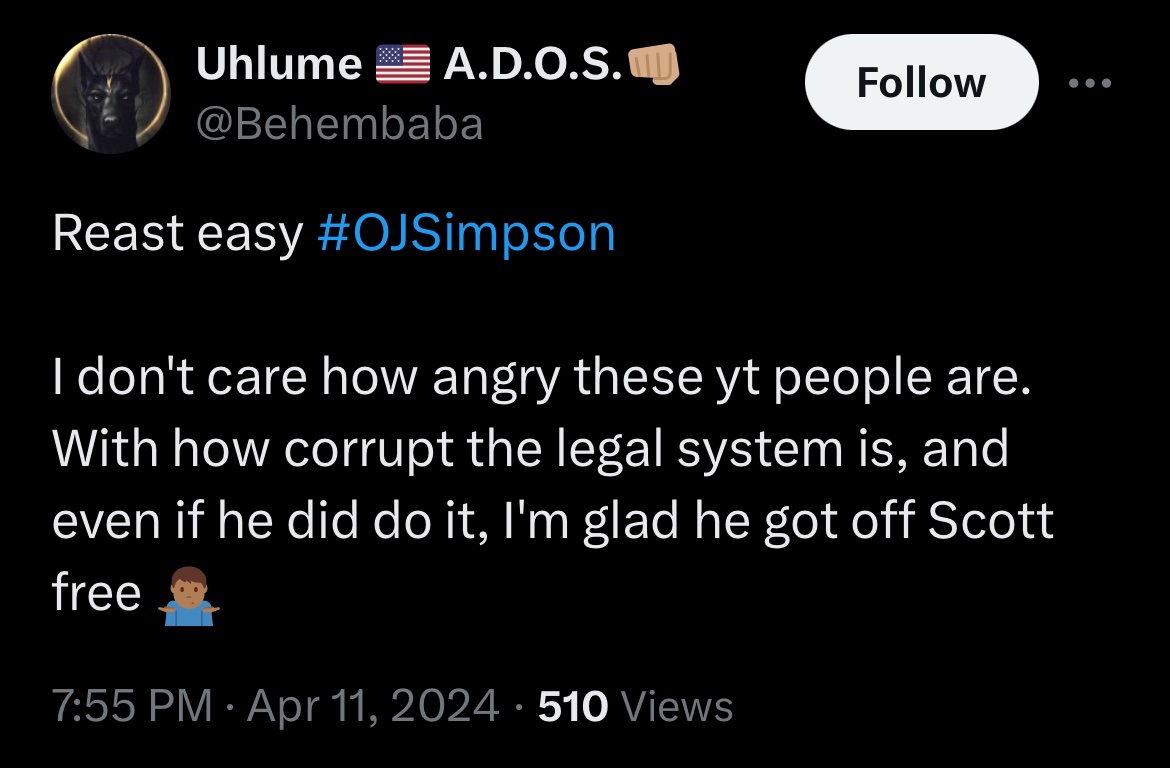 Uhlume 🇺🇸 A.D.O.S.👊🏼
@Behembaba
Follow
Reast easy #OJSimpson
I don't care how angry these yt people are.
With how corrupt the legal system is, and
even if he did do it, I'm glad he got off Scott
free 🤷🏽‍♂️
7:55 PM · Apr 11, 2024 · 510 Views